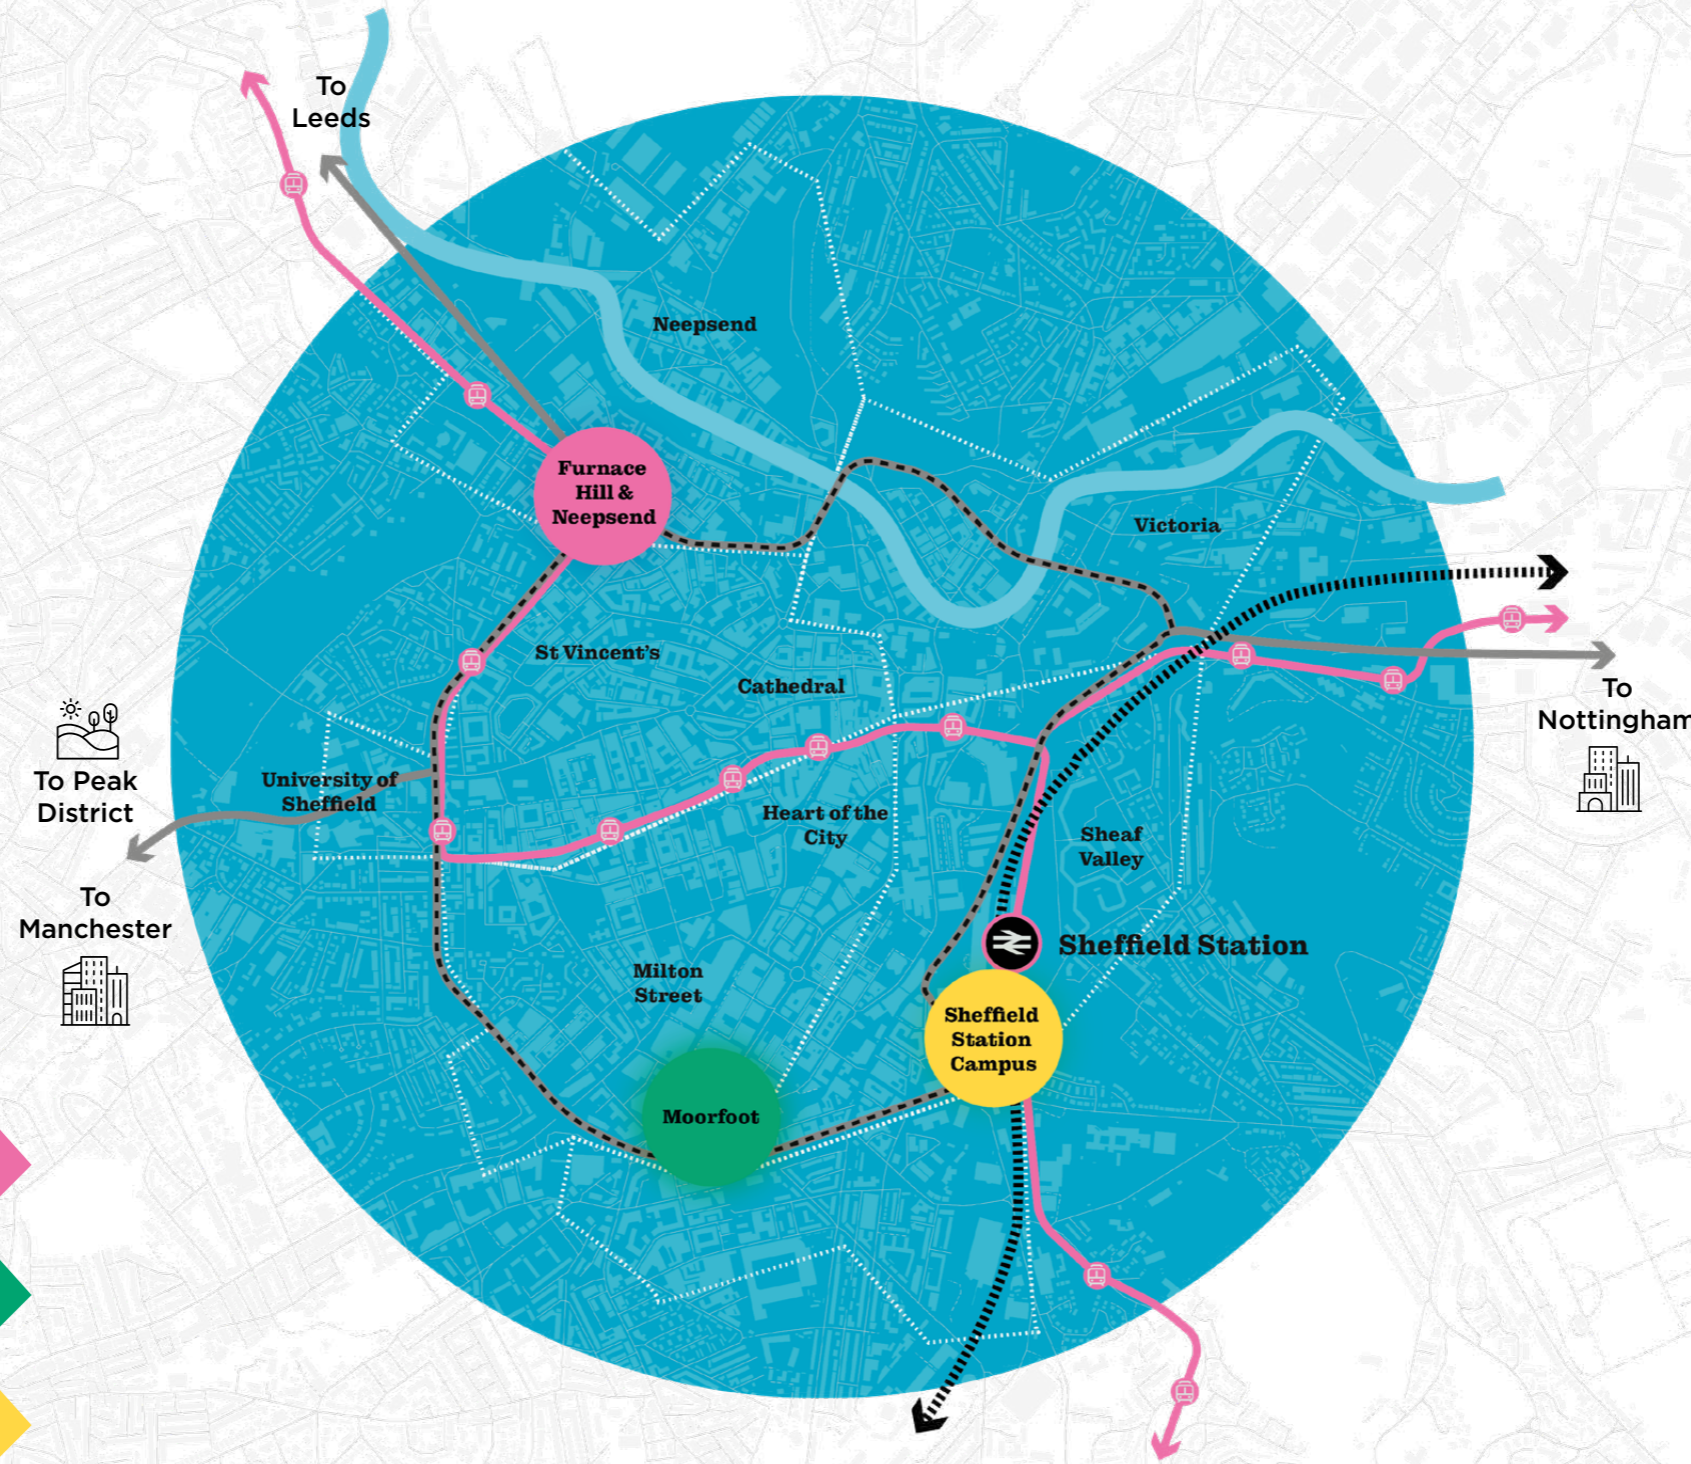 To
Leeds
Neepsend
Furnace
Hill &
Neepsend
Victoria
St Vincent's
Cathedral
To
Nottingham
To Peak
District
University of
Sheffield
Heart of the
City
Sheaf
Valley
To
Manchester
Sheffield Station
Milton
Street
Sheffield
Station
Campus
Moorfoot